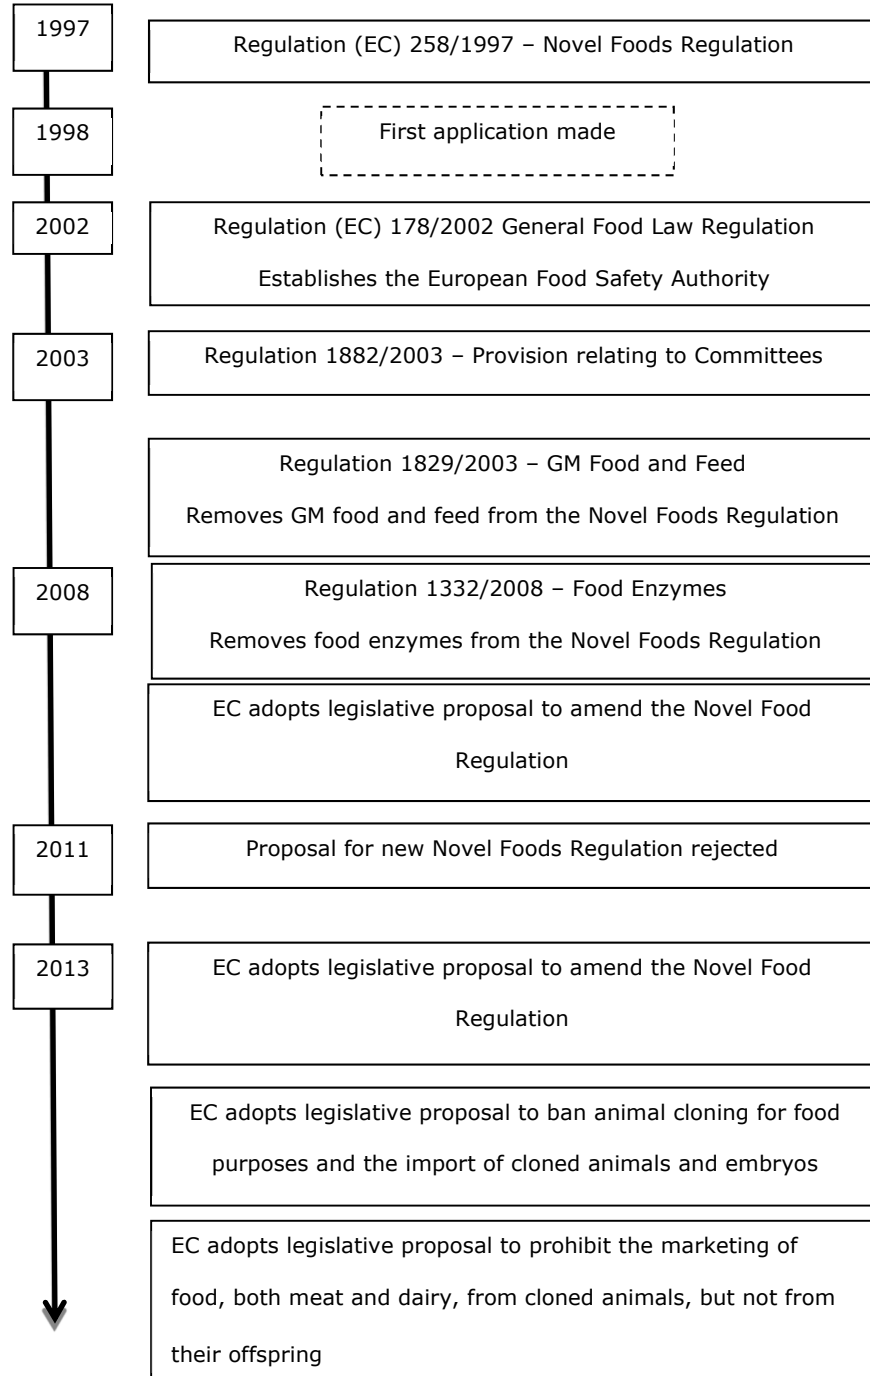 1997
Regulation (EC) 258/1997 – Novel Foods Regulation
1998
First application made
2002
Regulation (EC) 178/2002 General Food Law Regulation
Establishes the European Food Safety Authority
2003
Regulation 1882/2003 – Provision relating to Committees
Regulation 1829/2003 – GM Food and Feed
Removes GM food and feed from the Novel Foods Regulation
2008
Regulation 1332/2008 – Food Enzymes
Removes food enzymes from the Novel Foods Regulation
EC adopts legislative proposal to amend the Novel Food
Regulation
2011
Proposal for new Novel Foods Regulation rejected
2013
EC adopts legislative proposal to amend the Novel Food
Regulation
EC adopts legislative proposal to ban animal cloning for food
purposes and the import of cloned animals and embryos
EC adopts legislative proposal to prohibit the marketing of
food, both meat and dairy, from cloned animals, but not from
their offspring